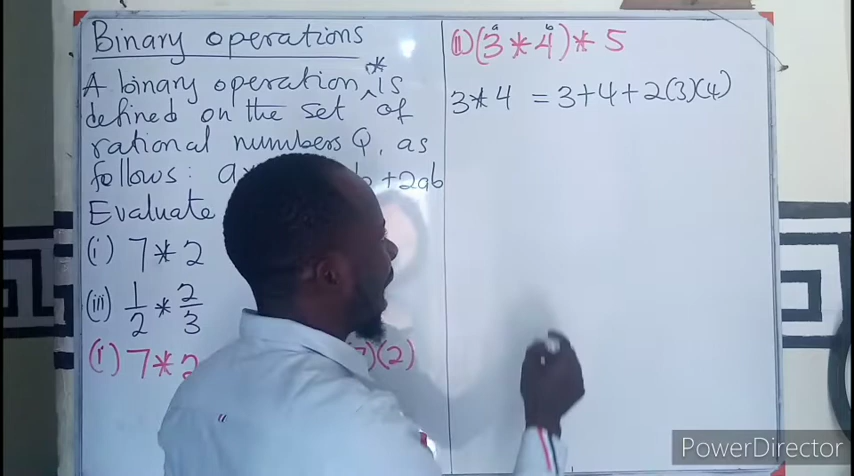 Binary operations
A binary operation * is
defined on the set of
rational numbers Q, as
follows: a + 2ab
Evaluate
(i) 7 * 2
(iii) 1/2 * 2/3
(i) 7 * 2 )(2)
(ii) (3 * 4) * 5
a b
3 * 4 = 3 + 4 + 2(3)(4)
PowerDirector